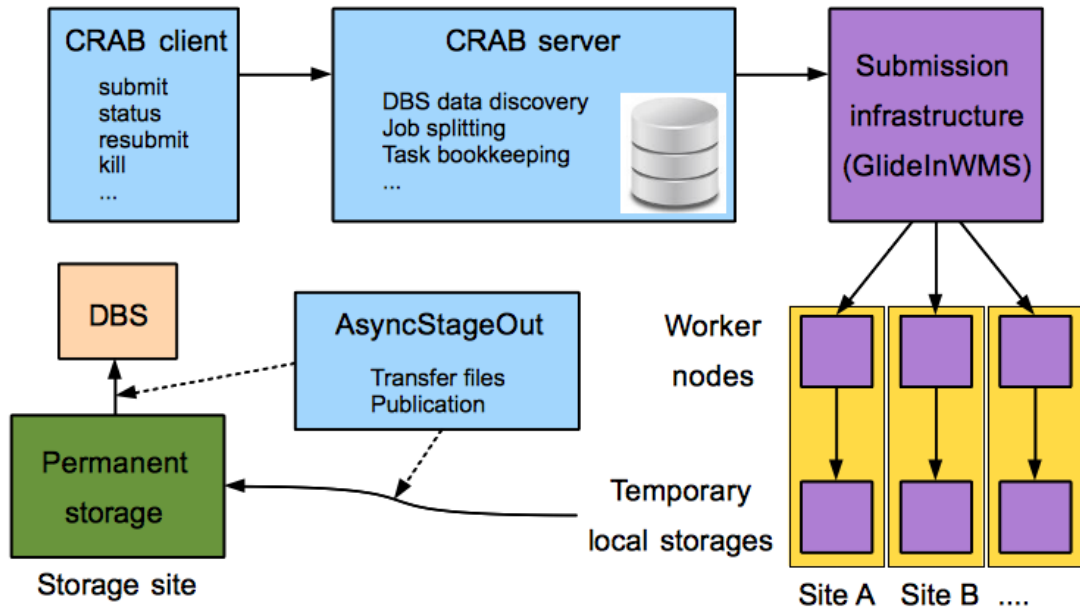 CRAB client
submit
status
resubmit
kill
...
CRAB server
DBS data discovery
Job splitting
Task bookkeeping
...
Submission
infrastructure
(GlideInWMS)
DBS
AsyncStageOut
Transfer files
Publication
Worker
nodes
Permanent
storage
Storage site
Temporary
local storages
Site A
Site B
....